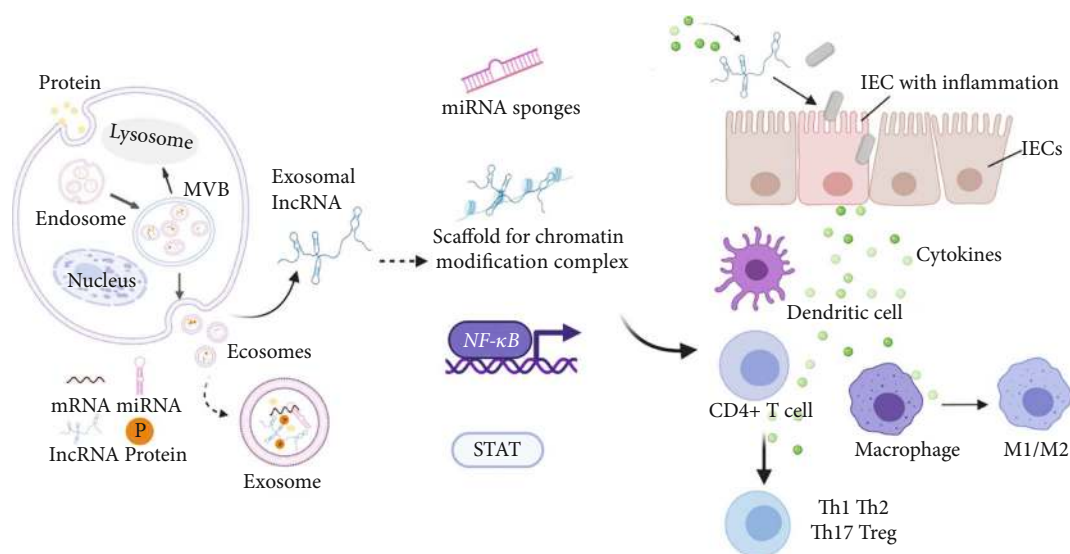 Protein
Lysosome
MVB
Endosome
Nucleus
Exosomal
lncRNA
Ecosomes
mRNA miRNA
P
lncRNA Protein
Exosome
miRNA sponges
Scaffold for chromatin
modification complex
NF-κB
STAT
IEC with inflammation
IECs
Cytokines
Dendritic cell
CD4+ T cell
Macrophage
M1/M2
Th1 Th2
Th17 Treg